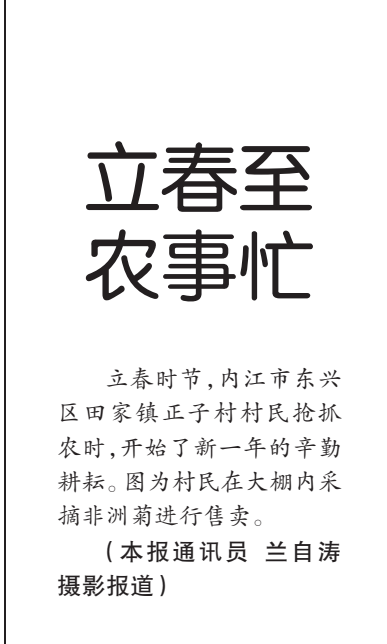 立春至
农事忙
立春时节,内江市东兴
区田家镇正子村村民抢抓
农时,开始了新一年的辛勤
耕耘。图为村民在大棚内采
摘非洲菊进行售卖。
(本报通讯员 兰自涛
摄影报道)